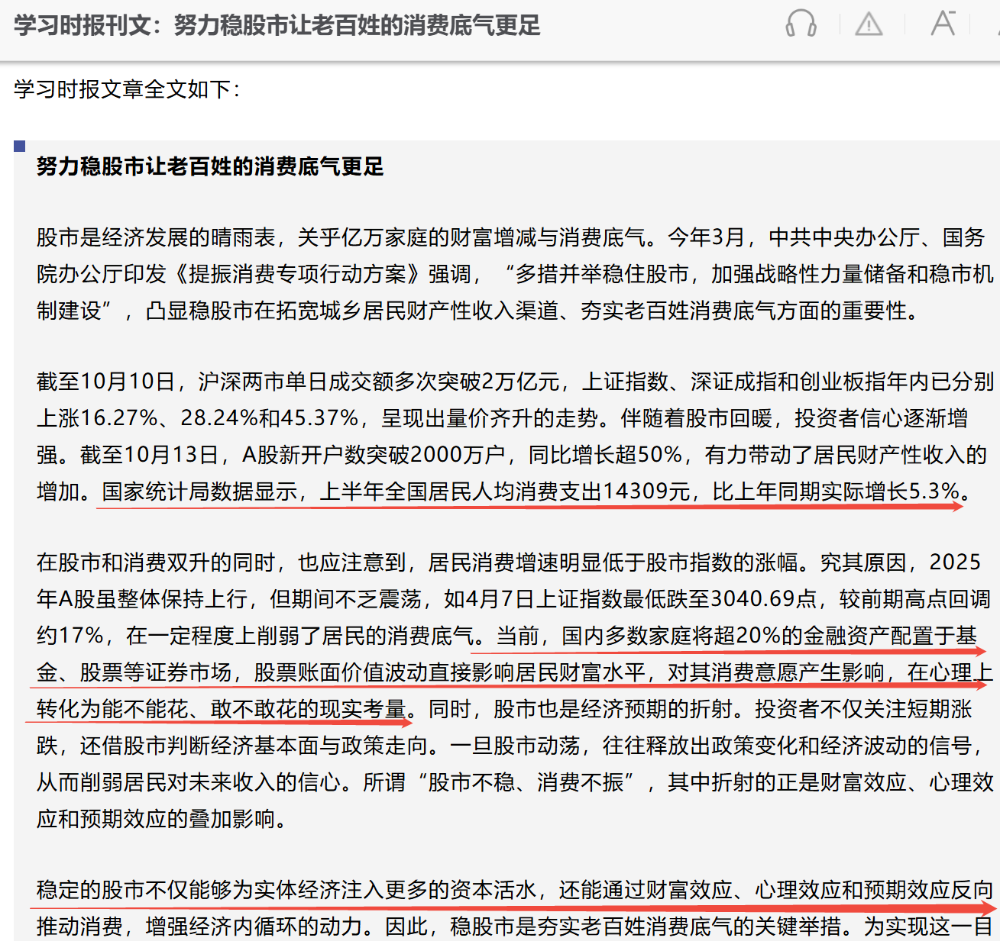 学习时报刊文：努力稳股市让老百姓的消费底气更足
学习时报文章全文如下：
努力稳股市让老百姓的消费底气更足
股市是经济发展的晴雨表，关乎亿万家庭的财富增减与消费底气。今年3月，中共中央办公厅、国务
院办公厅印发《提振消费专项行动方案》强调，“多措并举稳住股市，加强战略性力量储备和稳市机
制建设”，凸显稳股市在拓宽城乡居民财产性收入渠道、夯实老百姓消费底气方面的重要性。
截至10月10日，沪深两市单日成交额多次突破2万亿元，上证指数、深证成指和创业板指年内已分别
上涨16.27%、28.24%和45.37%，呈现出量价齐升的走势。伴随着股市回暖，投资者信心逐渐增
强。截至10月13日，A股新开户数突破2000万户，同比增长超50%，有力带动了居民财产性收入的
增加。国家统计局数据显示，上半年全国居民人均消费支出14309元，比上年同期实际增长5.3%。
在股市和消费双升的同时，也应注意到，居民消费增速明显低于股市指数的涨幅。究其原因，2025
年A股虽整体保持上行，但期间不乏震荡，如4月7日上证指数最低跌至3040.69点，较前期高点回调
约17%，在一定程度上削弱了居民的消费底气。当前，国内多数家庭将超20%的金融资产配置于基
金、股票等证券市场，股票账面价值波动直接影响居民财富水平，对其消费意愿产生影响，在心理上
转化为能不能花、敢不敢花的现实考量。同时，股市也是经济预期的折射。投资者不仅关注短期涨
跌，还借股市判断经济基本面与政策走向。一旦股市动荡，往往释放出政策变化和经济波动的信号，
从而削弱居民对未来收入的信心。所谓“股市不稳、消费不振”，其中折射的正是财富效应、心理效
应和预期效应的叠加影响。
稳定的股市不仅能够为实体经济注入更多的资本活水，还能通过财富效应、心理效应和预期效应反向
推动消费，增强经济内循环的动力。因此，稳股市是夯实老百姓消费底气的关键举措。为实现这一目